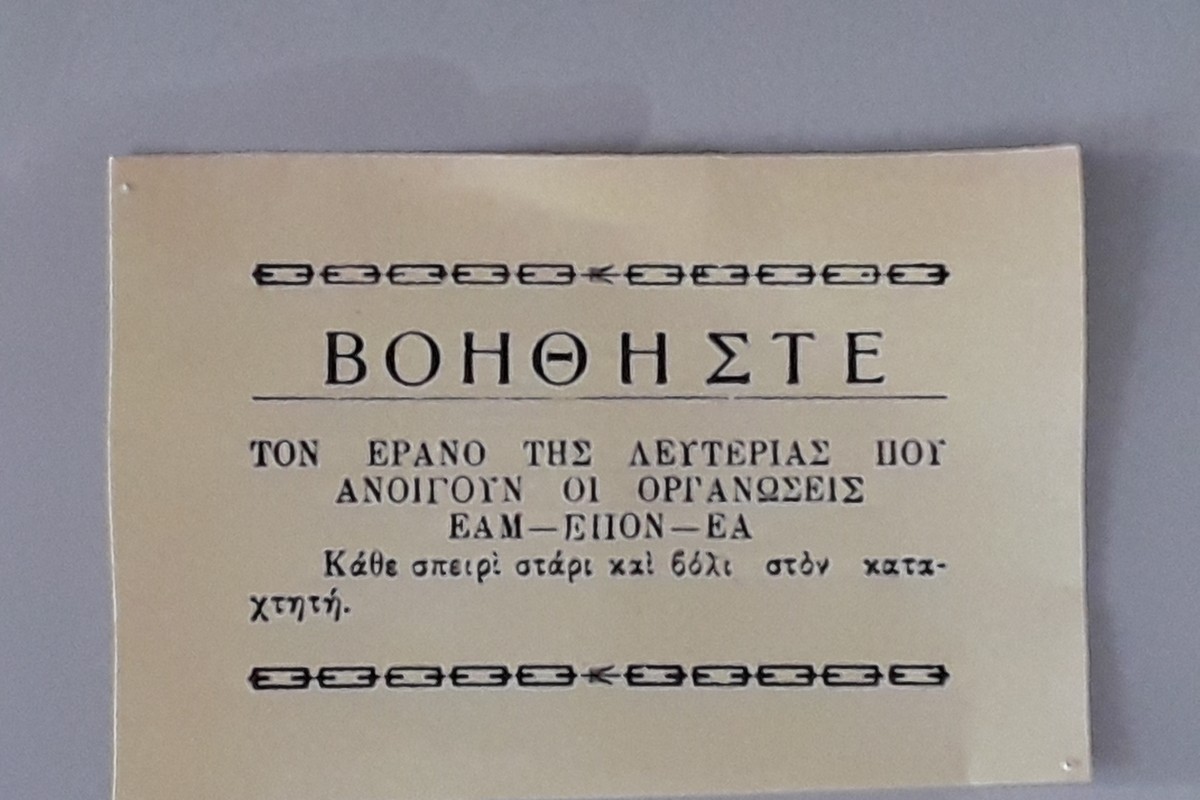 ΒΟΗΘΗΣΤΕ
ΤΟΝ ΕΡΑΝΟ ΤΗΣ ΛΕΥΤΕΡΙΑΣ ΠΟΥ
ΑΝΟΙΓΟΥΝ ΟΙ ΟΡΓΑΝΩΣΕΙΣ
ΕΑΜ—ΕΠΟΝ—ΕΑ
Κάθε σπειρὶ στάρι καὶ βόλι στὸν κατα-
χτητή.